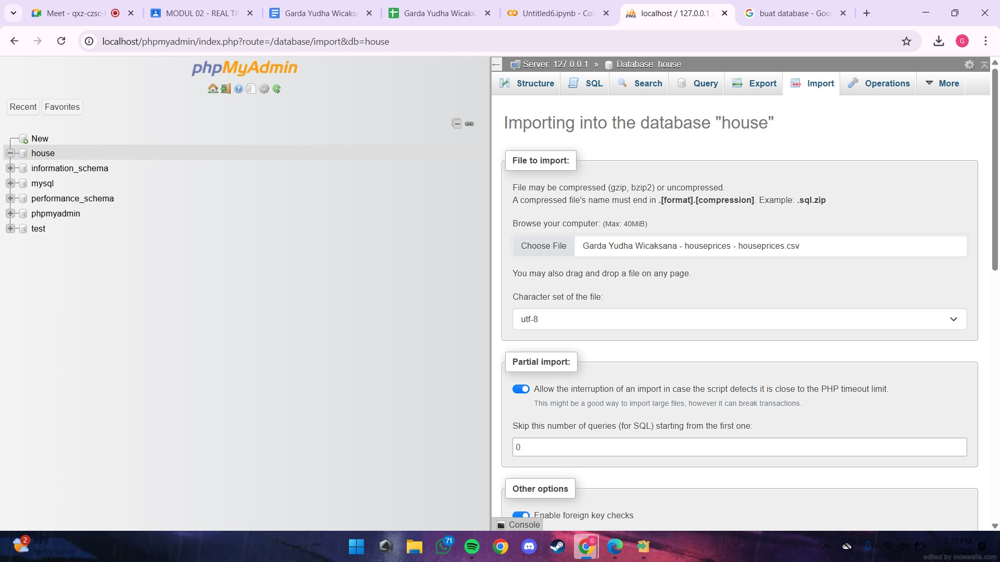 Meet - qxz-czsc-
MODUL 02 - REAL TI
Garda Yudha Wicaksa
Garda Yudha Wicaks
Untitled6.ipynb - Co
localhost / 127.0.0.1
buat database - Goo
localhost/phpmyadmin/index.php?route=/database/import&db=house
G
phpMyAdmin
Recent
Favorites
New
house
information_schema
mysql
performance_schema
phpmyadmin
test
Server: 127.0.0.1 » Database: house
Structure
SQL
Search
Query
Export
Import
Operations
More
Importing into the database "house"
File to import:
File may be compressed (gzip, bzip2) or uncompressed.
A compressed file's name must end in .[format].[compression]. Example: .sql.zip
Browse your computer: (Max: 40MiB)
Choose File
Garda Yudha Wicaksana - houseprices - houseprices.csv
You may also drag and drop a file on any page.
Character set of the file:
utf-8
Partial import:
Allow the interruption of an import in case the script detects it is close to the PHP timeout limit.
This might be a good way to import large files, however it can break transactions.
Skip this number of queries (for SQL) starting from the first one:
0
Other options
Enable foreign key checks
Console
2
89°F
Partly sunny
71
G
3:35 PM
3/10/2025
edited by moewalls.com